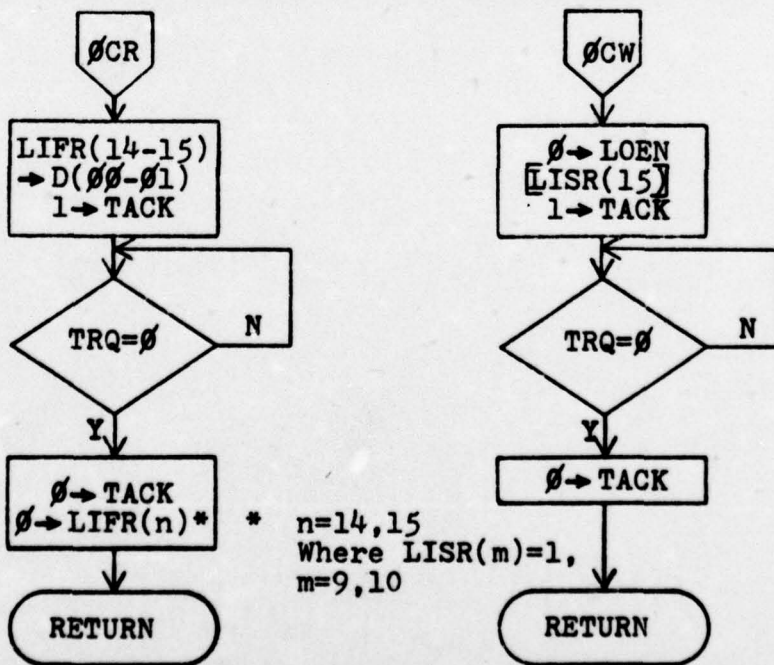 ØCR
LIFR(14-15)
→ D(ØØ-Ø1)
1→ TACK
TRQ=Ø
N
Y
Ø→ TACK
Ø→ LIFR(n)*
* n=14,15
Where LISR(m)=1,
m=9,10
RETURN
ØCW
Ø→ LOEN
[LISR(15)]
1→ TACK
TRQ=Ø
N
Y
Ø→ TACK
RETURN